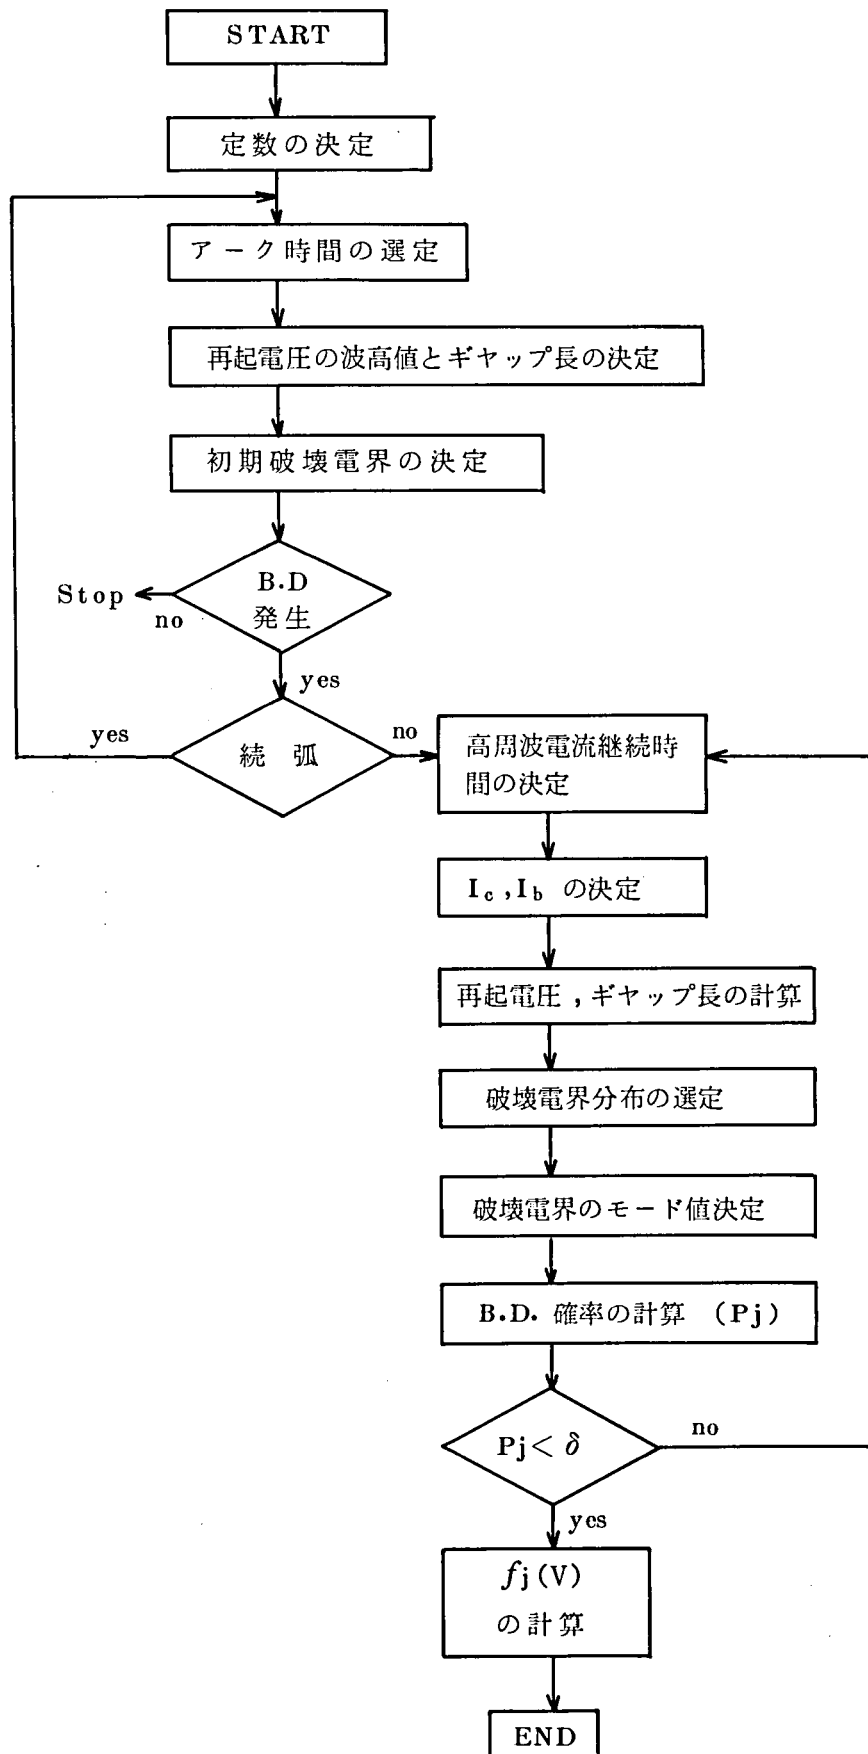 START
定数の決定
アーク時間の選定
再起電圧の波高値とギヤップ長の決定
初期破壊電界の決定
B.D
発生
Stop
no
yes
続 弧
yes
no
高周波電流継続時
間の決定
Ic,Ib の決定
再起電圧,ギヤップ長の計算
破壊電界分布の選定
破壊電界のモード値決定
B.D. 確率の計算 (Pj)
Pj<δ
no
yes
fj(V)
の計算
END